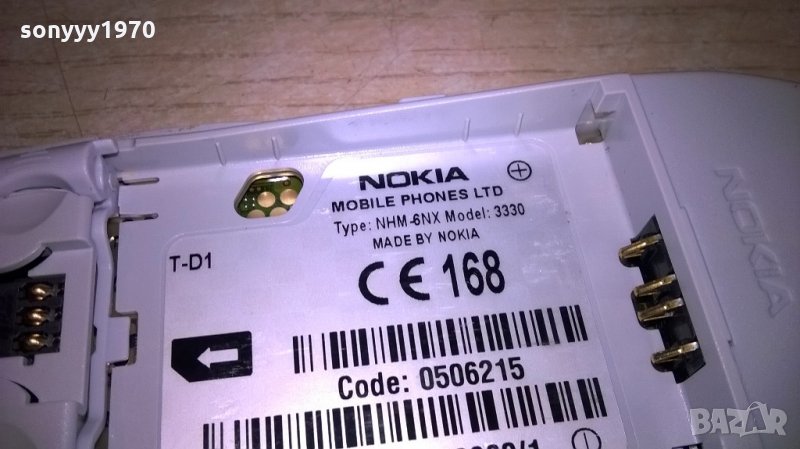 sonyyy1970
NOKIA
MOBILE PHONES LTD
Type: NHM-6NX Model: 3330
MADE BY NOKIA
T-D1
CE 168
Code: 0506215
NOKIA
BAZAR